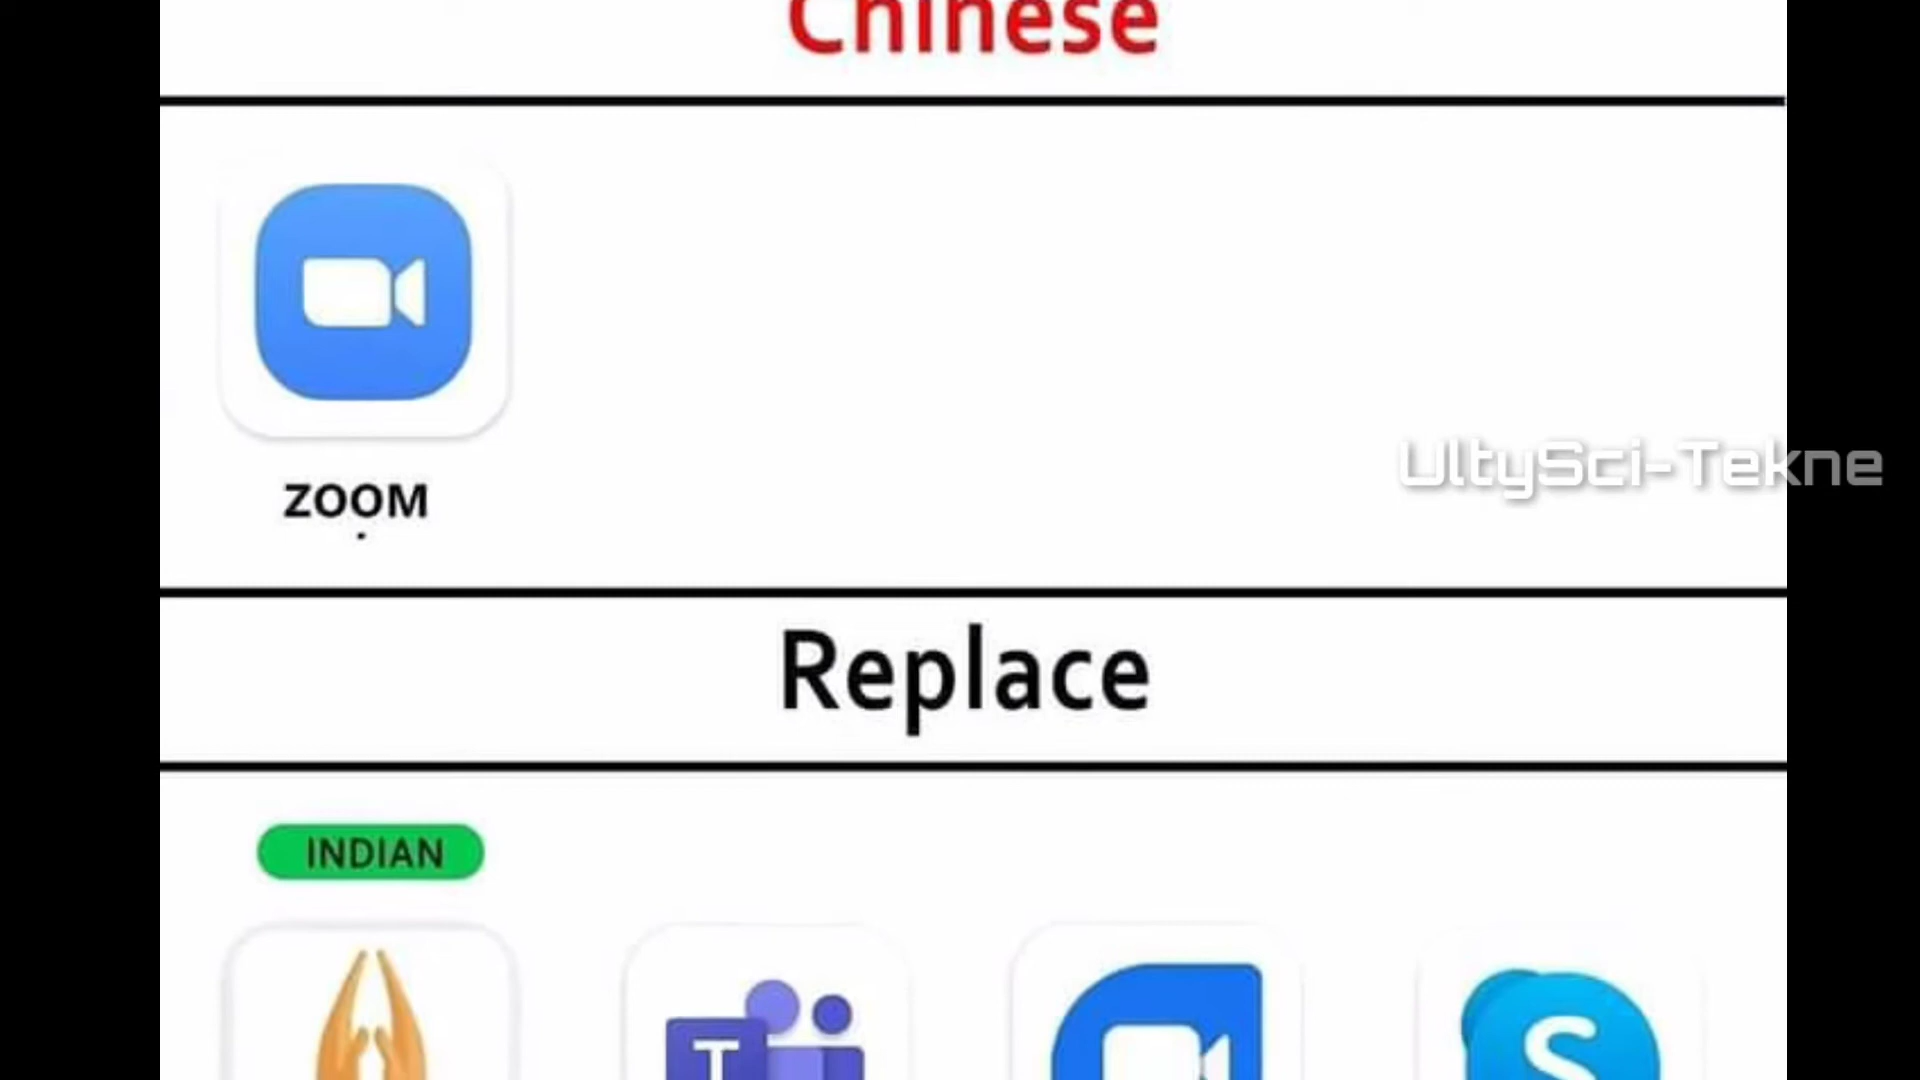 Chinese
UltySci-Tekne
ZOOM
Replace
INDIAN
T
S